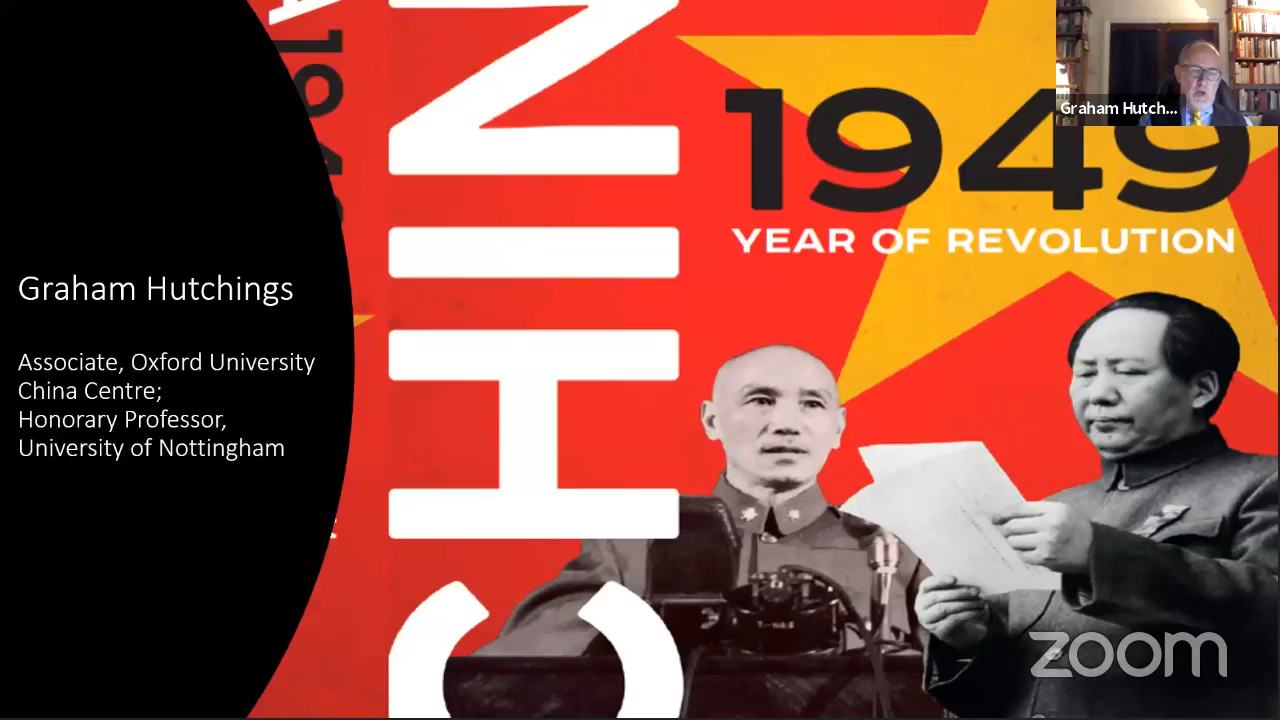 Graham Hutchings
Associate, Oxford University
China Centre;
Honorary Professor,
University of Nottingham
CHIN
1949
YEAR OF REVOLUTION
Graham Hutch...
zoom